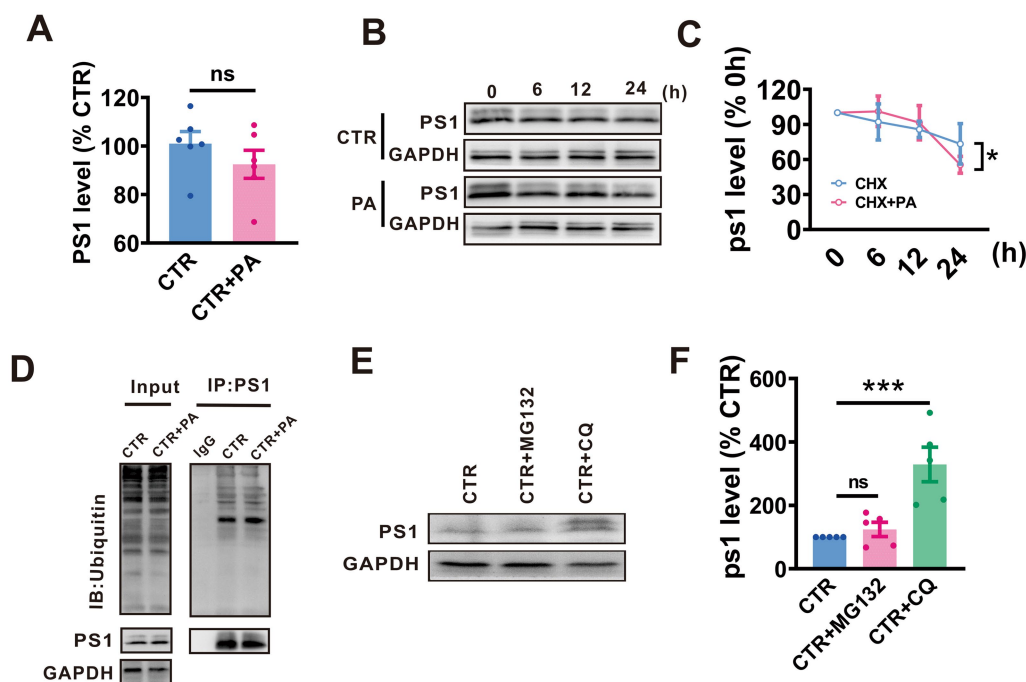 A
PS1 level (% CTR)
120
100
80
60
ns
CTR
CTR+PA
B
0 6 12 24 (h)
CTR
PS1
GAPDH
PA
PS1
GAPDH
C
ps1 level (% 0h)
120
90
60
30
0
CHX
CHX+PA
*
0 6 12 24 (h)
D
Input
IP:PS1
CTR
CTR+PA
IgG
CTR
CTR+PA
IB:Ubiquitin
PS1
GAPDH
E
CTR
CTR+MG132
CTR+CQ
PS1
GAPDH
F
ps1 level (% CTR)
600
400
200
0
***
ns
CTR
CTR+MG132
CTR+CQ